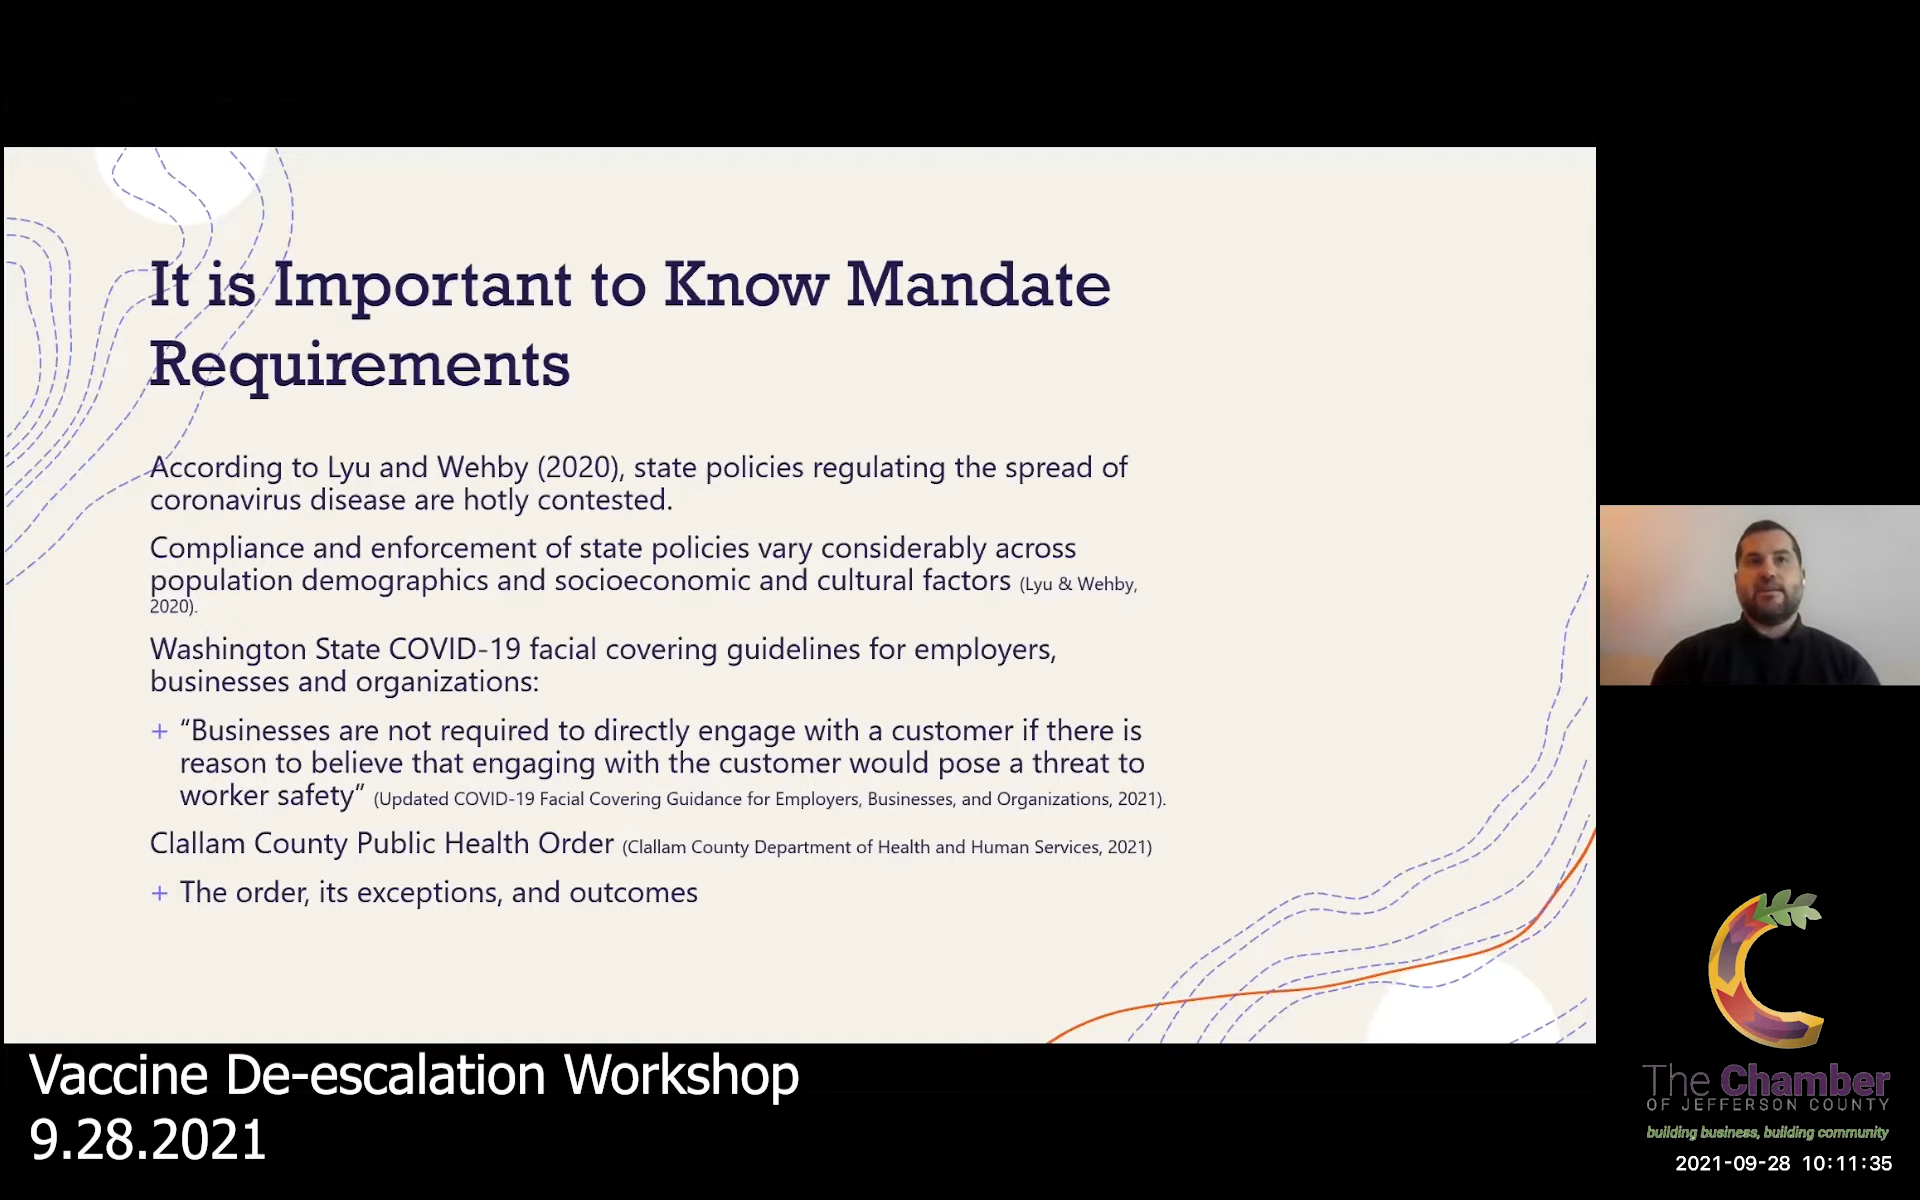 It is Important to Know Mandate
Requirements
According to Lyu and Wehby (2020), state policies regulating the spread of
coronavirus disease are hotly contested.
Compliance and enforcement of state policies vary considerably across
population demographics and socioeconomic and cultural factors (Lyu & Wehby,
2020).
Washington State COVID-19 facial covering guidelines for employers,
businesses and organizations:
+ “Businesses are not required to directly engage with a customer if there is
reason to believe that engaging with the customer would pose a threat to
worker safety” (Updated COVID-19 Facial Covering Guidance for Employers, Businesses, and Organizations, 2021).
Clallam County Public Health Order (Clallam County Department of Health and Human Services, 2021)
+ The order, its exceptions, and outcomes
Vaccine De-escalation Workshop
9.28.2021
The Chamber
OF JEFFERSON COUNTY
building business, building community
2021-09-28 10:11:35